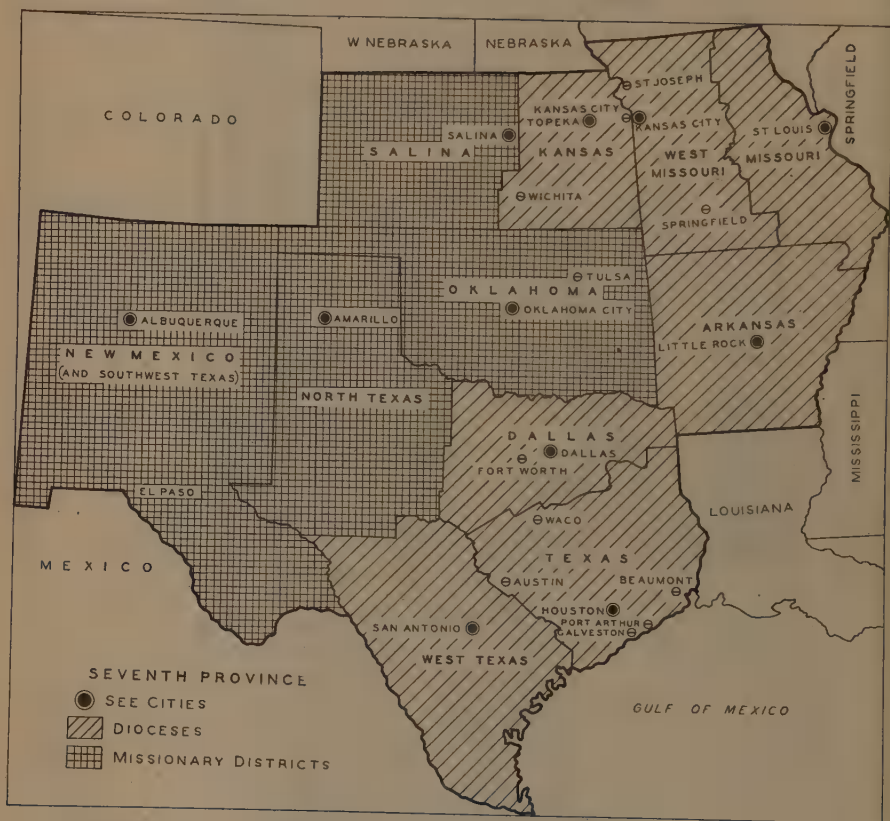 W NEBRASKA
NEBRASKA
COLORADO
ST JOSEPH
SPRINGFIELD
KANSAS CITY
TOPEKA
KANSAS CITY
ST LOUIS
SALINA
SALINA
KANSAS
WEST
MISSOURI
MISSOURI
WICHITA
SPRINGFIELD
TULSA
OKLAHOMA
OKLAHOMA CITY
ALBUQUERQUE
AMARILLO
ARKANSAS
LITTLE ROCK
NEW MEXICO
(AND SOUTHWEST TEXAS)
NORTH TEXAS
MISSISSIPPI
DALLAS
DALLAS
FORT WORTH
EL PASO
WACO
LOUISIANA
MEXICO
TEXAS
AUSTIN
BEAUMONT
HOUSTON
PORT ARTHUR
GALVESTON
SAN ANTONIO
WEST TEXAS
SEVENTH PROVINCE
SEE CITIES
DIOCESES
MISSIONARY DISTRICTS
GULF OF MEXICO